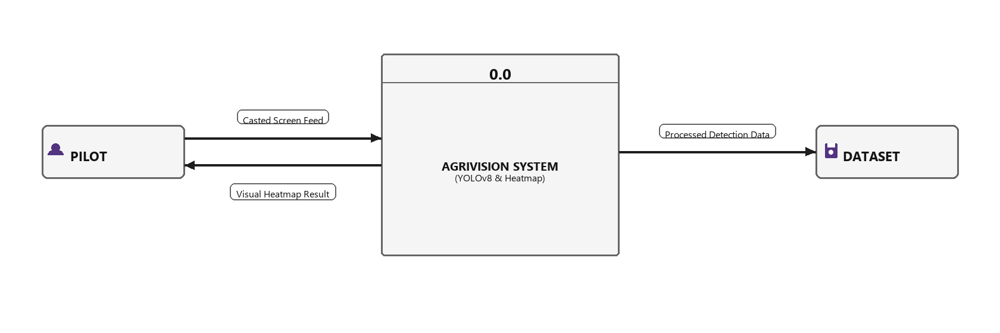 0.0
Casted Screen Feed
PILOT
Visual Heatmap Result
AGRIVISION SYSTEM
(YOLOv8 & Heatmap)
Processed Detection Data
DATASET